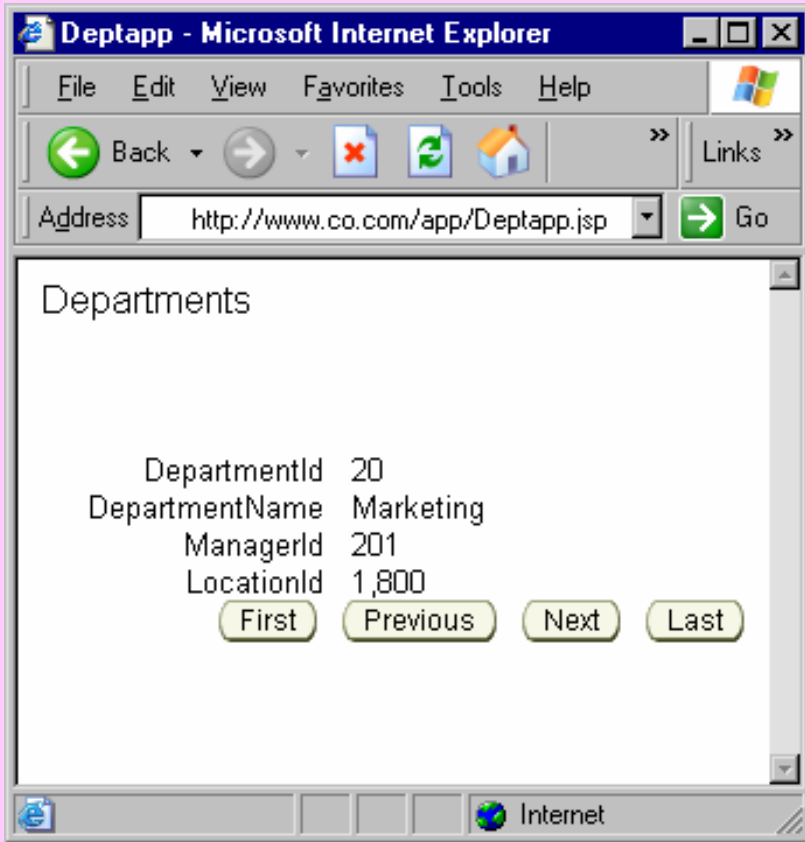 Deptapp - Microsoft Internet Explorer
File Edit View Favorites Tools Help
Back » Links »
Address http://www.co.com/app/Deptapp.jsp Go
Departments
DepartmentId 20
DepartmentName Marketing
ManagerId 201
LocationId 1,800
First Previous Next Last
Internet